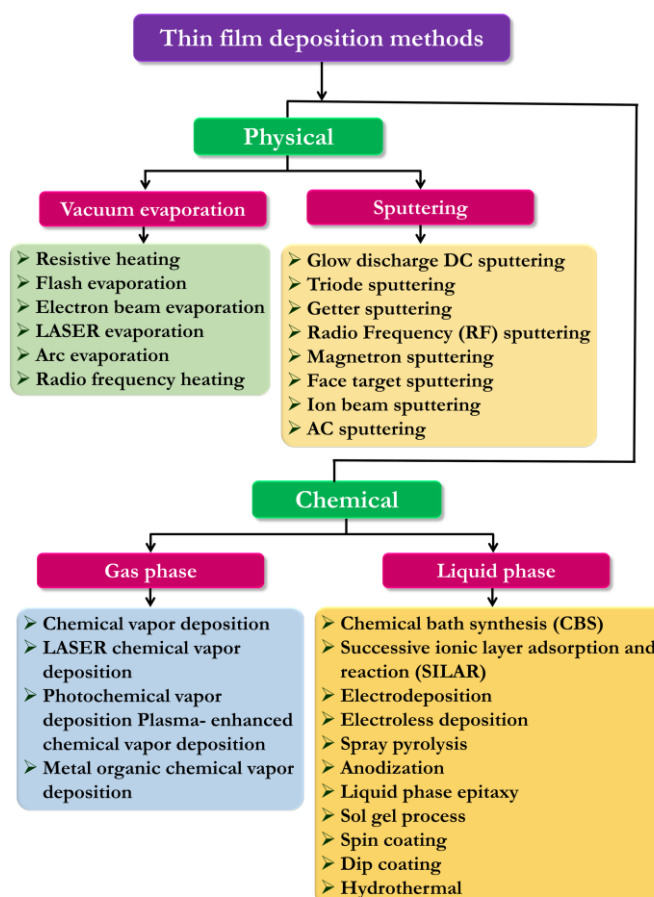 Thin film deposition methods
Physical
Vacuum evaporation
Sputtering
➢ Resistive heating
➢ Flash evaporation
➢ Electron beam evaporation
➢ LASER evaporation
➢ Arc evaporation
➢ Radio frequency heating
➢ Glow discharge DC sputtering
➢ Triode sputtering
➢ Getter sputtering
➢ Radio Frequency (RF) sputtering
➢ Magnetron sputtering
➢ Face target sputtering
➢ Ion beam sputtering
➢ AC sputtering
Chemical
Gas phase
Liquid phase
➢ Chemical vapor deposition
➢ LASER chemical vapor
deposition
➢ Photochemical vapor
deposition Plasma- enhanced
chemical vapor deposition
➢ Metal organic chemical vapor
deposition
➢ Chemical bath synthesis (CBS)
➢ Successive ionic layer adsorption and
reaction (SILAR)
➢ Electrodeposition
➢ Electroless deposition
➢ Spray pyrolysis
➢ Anodization
➢ Liquid phase epitaxy
➢ Sol gel process
➢ Spin coating
➢ Dip coating
➢ Hydrothermal